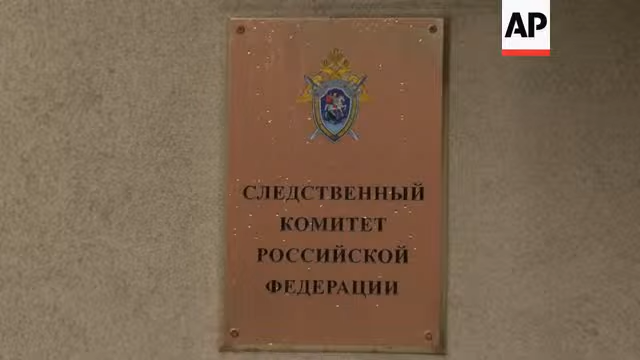 AP
СЛЕДСТВЕННЫЙ
КОМИТЕТ
РОССИЙСКОЙ
ФЕДЕРАЦИИ